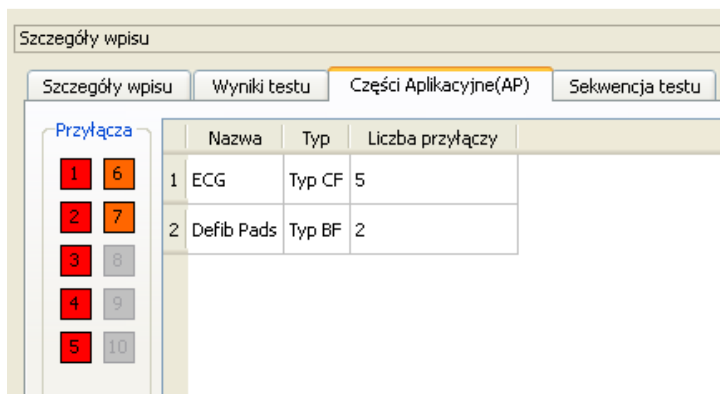 Szczegóły wpisu
Szczegóły wpisu Wyniki testu Części Aplikacyjne(AP) Sekwencja testu
Przyłącza
1 6
2 7
3 8
4 9
5 10
Nazwa Typ Liczba przyłączy
1 ECG Typ CF 5
2 Defib Pads Typ BF 2